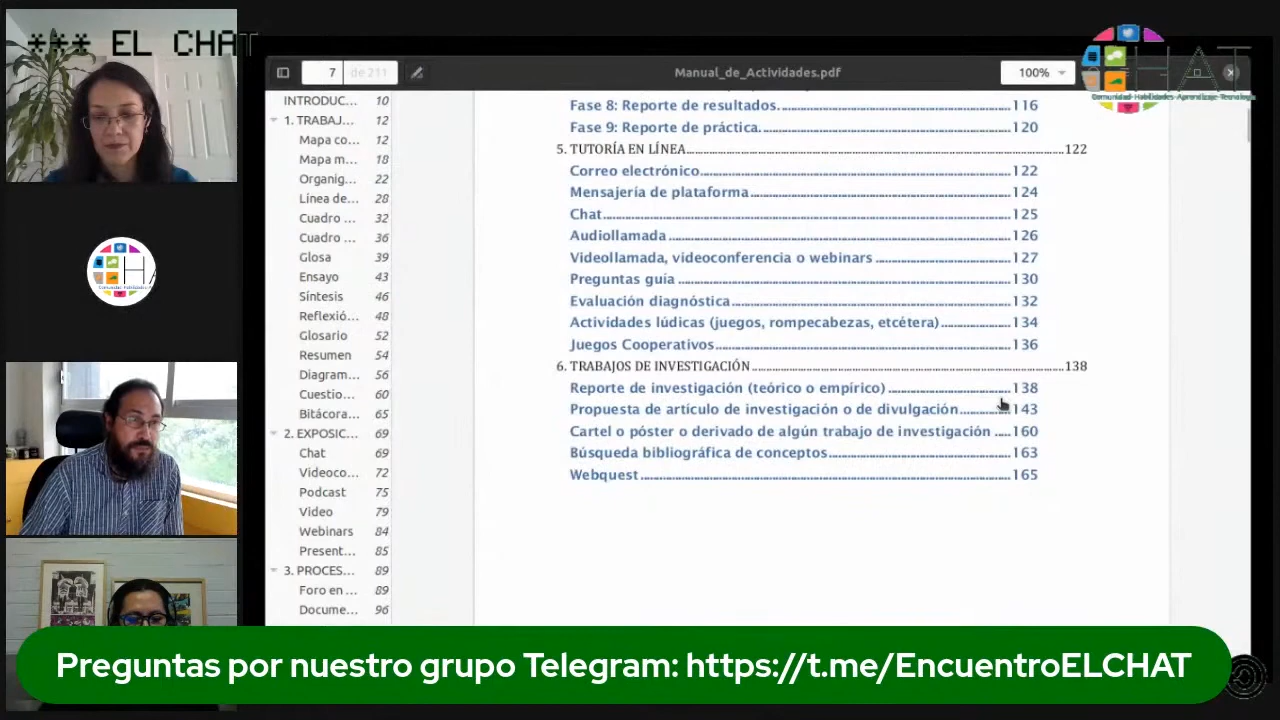 *** EL CHAT
7 de 211
Manual_de_Actividades.pdf
100%
HAT
Comunidad·Habilidades·Aprendizaje·Tecnología
INTRODUC... 10
1. TRABAJ... 12
Mapa co... 12
Mapa m... 18
Organig... 22
Línea de... 28
Cuadro ... 32
Cuadro ... 36
Glosa 39
Ensayo 43
Síntesis 46
Reflexió... 48
Glosario 52
Resumen 54
Diagram... 56
Cuestio... 60
Bitácora... 65
2. EXPOSIC... 69
Chat 69
Videoco... 72
Podcast 75
Video 79
Webinars 84
Present... 85
3. PROCES... 89
Foro en ... 89
Docume... 96
Fase 8: Reporte de resultados. 116
Fase 9: Reporte de práctica. 120
5. TUTORÍA EN LÍNEA 122
Correo electrónico 122
Mensajería de plataforma 124
Chat 125
Audiollamada 126
Videollamada, videoconferencia o webinars 127
Preguntas guía 130
Evaluación diagnóstica 132
Actividades lúdicas (juegos, rompecabezas, etcétera) 134
Juegos Cooperativos 136
6. TRABAJOS DE INVESTIGACIÓN 138
Reporte de investigación (teórico o empírico) 138
Propuesta de artículo de investigación o de divulgación 143
Cartel o póster o derivado de algún trabajo de investigación 160
Búsqueda bibliográfica de conceptos 163
Webquest 165
Preguntas por nuestro grupo Telegram: https://t.me/EncuentroELCHAT